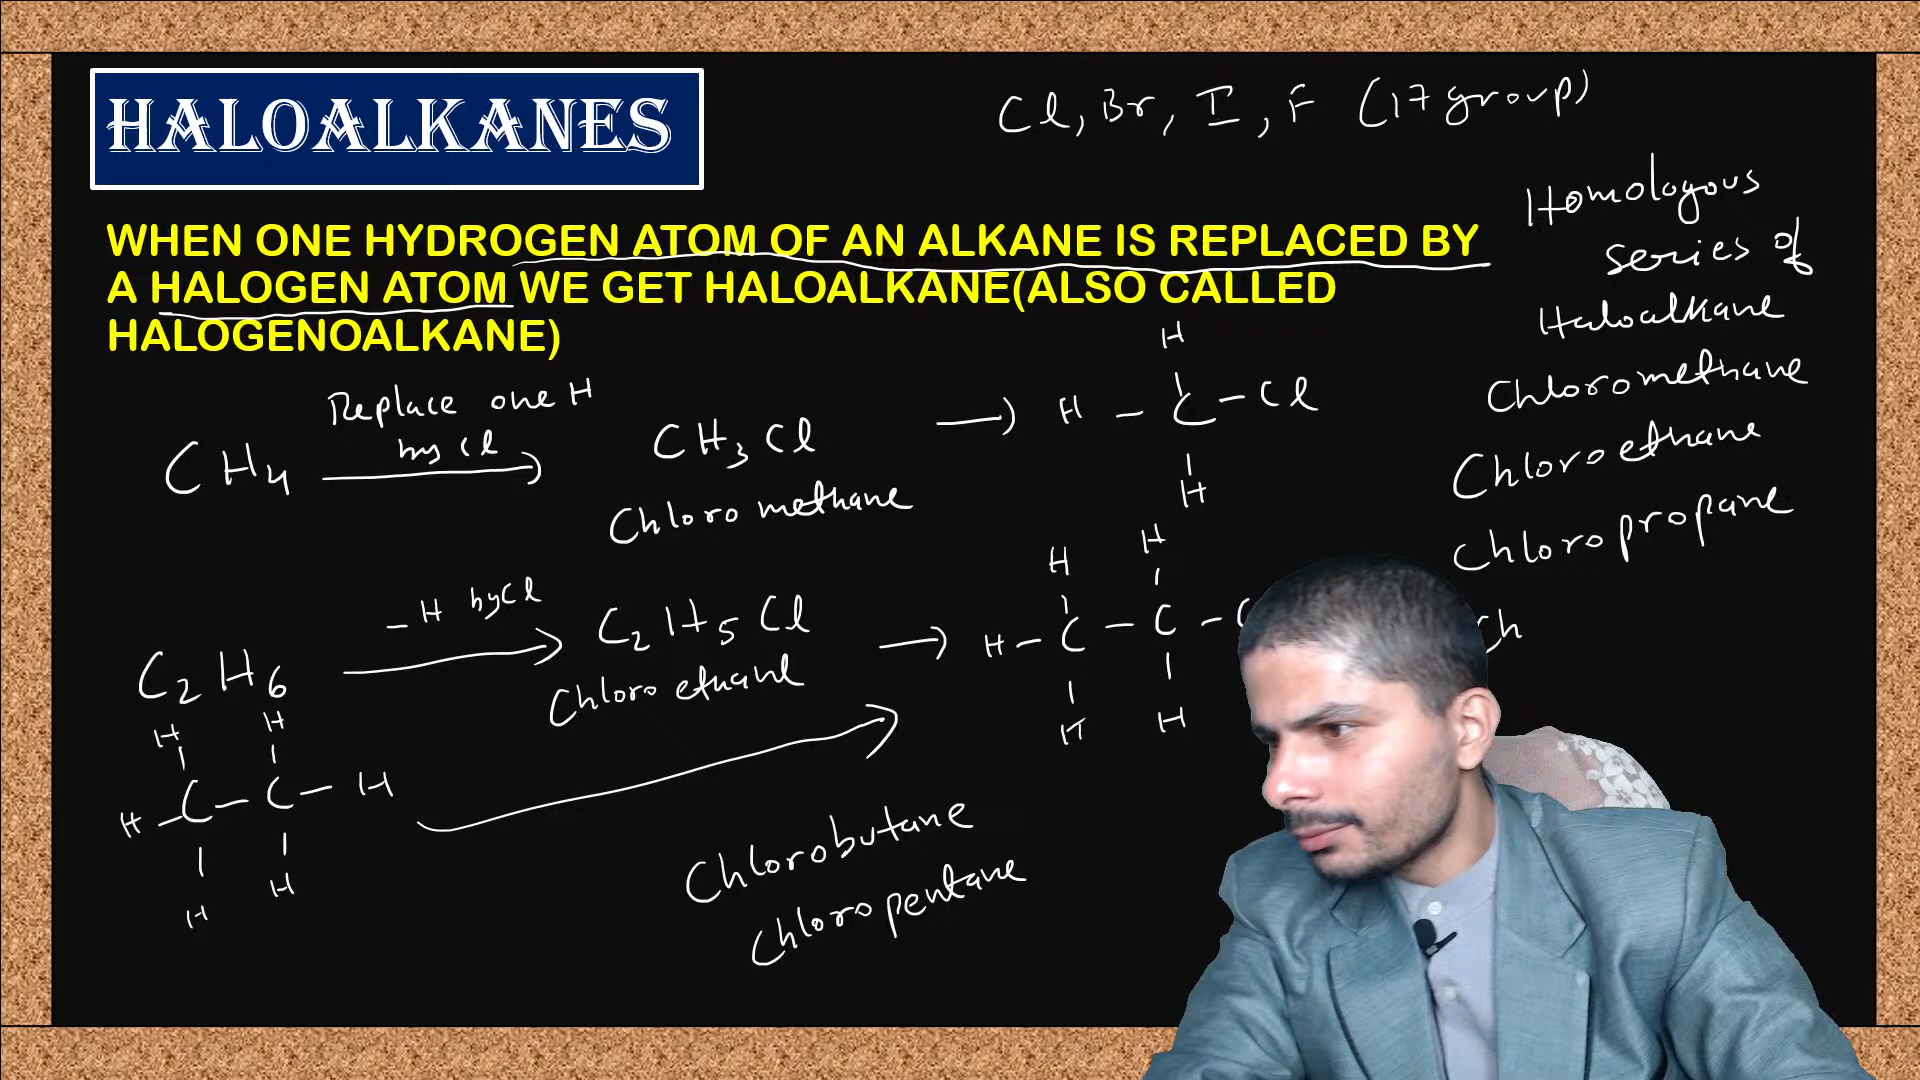 HALOALKANES
Cl, Br, I, F (17 group)
WHEN ONE HYDROGEN ATOM OF AN ALKANE IS REPLACED BY
A HALOGEN ATOM WE GET HALOALKANE(ALSO CALLED
HALOGENOALKANE)
Homologous
series of
Haloalkane
Chloromethane
Chloroethane
Chloropropane
Ch
Replace one H
by Cl
CH4 → CH3Cl → H - C - Cl
H
H
Chloro methane
- H by Cl
C2H6 → C2H5Cl → H - C - C - C
H H
H H
Chloro ethane
H H
H - C - C - H
H H
Chlorobutane
Chloropentane